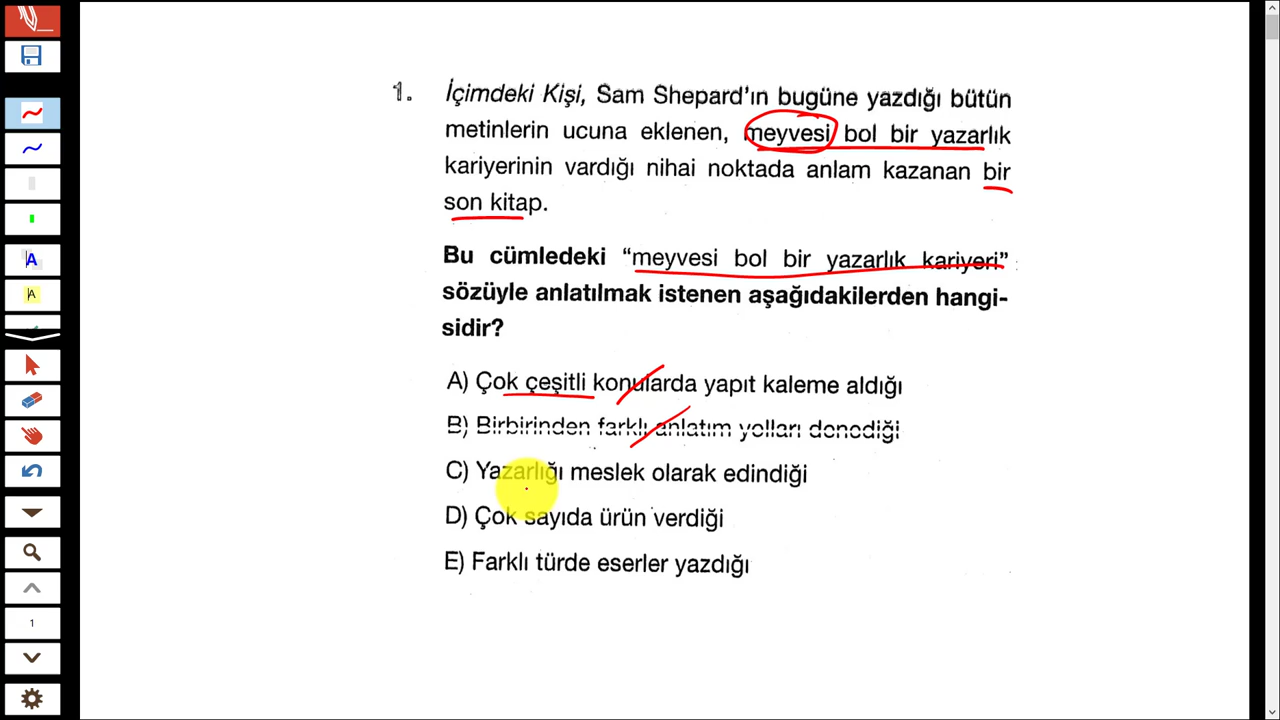 1. İçimdeki Kişi, Sam Shepard'ın bugüne yazdığı bütün
metinlerin ucuna eklenen, meyvesi bol bir yazarlık
kariyerinin vardığı nihai noktada anlam kazanan bir
son kitap.
Bu cümledeki “meyvesi bol bir yazarlık kariyeri”
sözüyle anlatılmak istenen aşağıdakilerden hangi-
sidir?
A) Çok çeşitli konularda yapıt kaleme aldığı
B) Birbirinden farklı anlatım yolları denediği
C) Yazarlığı meslek olarak edindiği
D) Çok sayıda ürün verdiği
E) Farklı türde eserler yazdığı
A
A
1